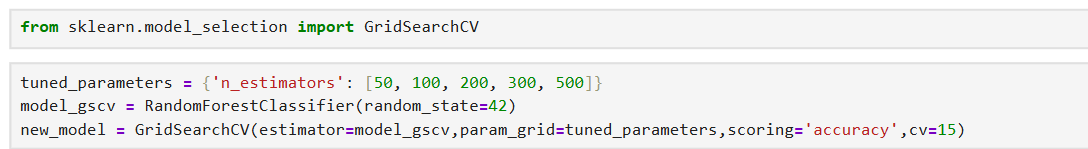 from sklearn.model_selection import GridSearchCV
tuned_parameters = {'n_estimators': [50, 100, 200, 300, 500]}
model_gscv = RandomForestClassifier(random_state=42)
new_model = GridSearchCV(estimator=model_gscv,param_grid=tuned_parameters,scoring='accuracy',cv=15)